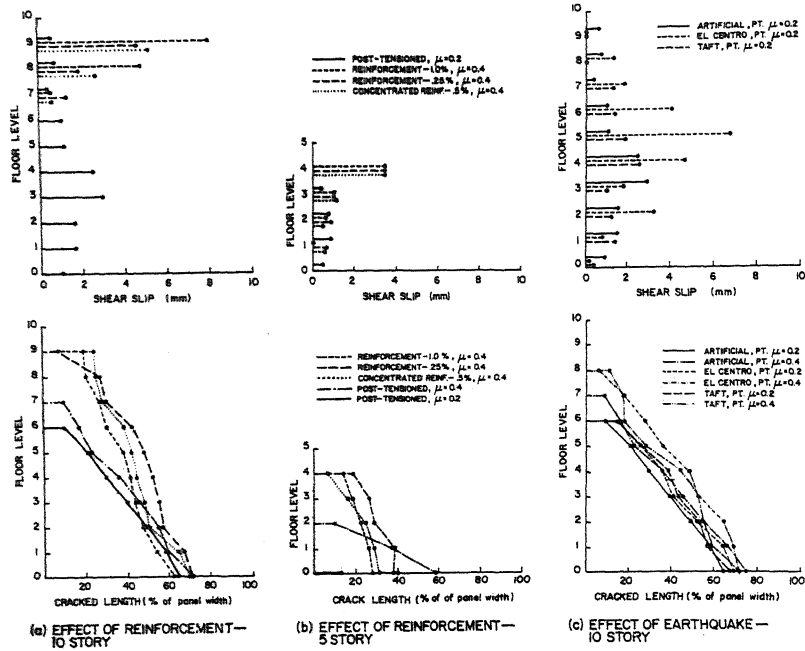 10
9
8
7
6
5
4
3
2
1
0
FLOOR LEVEL
0 2 4 6 8 10
SHEAR SLIP (mm)
POST-TENSIONED, μ=0.2
REINFORCEMENT-1.0%, μ=0.4
REINFORCEMENT-.25%, μ=0.4
CONCENTRATED REINF.-.5%, μ=0.4
5
4
3
2
1
0
FLOOR LEVEL
0 2 4 6 8 10
SHEAR SLIP (mm)
ARTIFICIAL, PT. μ=0.2
EL CENTRO, PT. μ=0.2
TAFT, PT. μ=0.2
10
9
8
7
6
5
4
3
2
1
0
FLOOR LEVEL
0 2 4 6 8 10
SHEAR SLIP (mm)
10
9
8
7
6
5
4
3
2
1
0
FLOOR LEVEL
0 20 40 60 80 100
CRACKED LENGTH (% of panel width)
(a) EFFECT OF REINFORCEMENT—
10 STORY
REINFORCEMENT-1.0%, μ=0.4
REINFORCEMENT-.25%, μ=0.4
CONCENTRATED REINF.-.5%, μ=0.4
POST-TENSIONED, μ=0.4
POST-TENSIONED, μ=0.2
5
4
3
2
1
0
FLOOR LEVEL
0 20 40 60 80 100
CRACK LENGTH (% of panel width)
(b) EFFECT OF REINFORCEMENT—
5 STORY
ARTIFICIAL, PT. μ=0.2
ARTIFICIAL, PT. μ=0.4
EL CENTRO, PT. μ=0.2
EL CENTRO, PT. μ=0.4
TAFT, PT. μ=0.2
TAFT, PT. μ=0.4
10
9
8
7
6
5
4
3
2
1
0
FLOOR LEVEL
0 20 40 60 80 100
CRACKED LENGTH (% of panel width)
(c) EFFECT OF EARTHQUAKE—
10 STORY